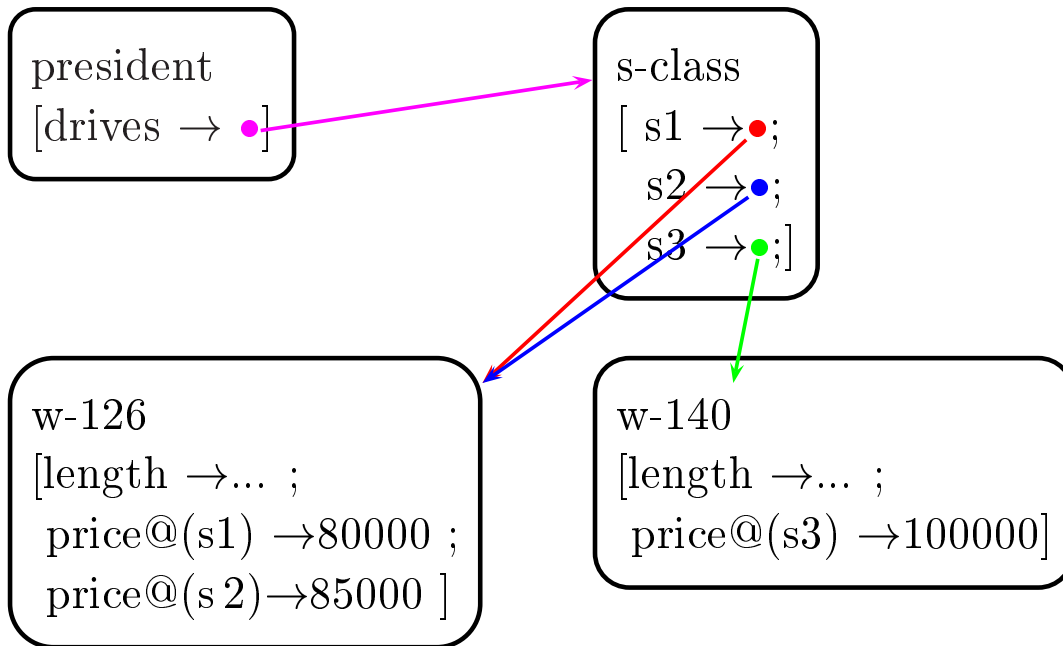 president
[drives → ●]
s-class
[ s1 →●;
s2 →●;
s3 →●;]
w-126
[length →... ;
price@(s1) →80000 ;
price@(s 2)→85000 ]
w-140
[length →... ;
price@(s3) →100000]